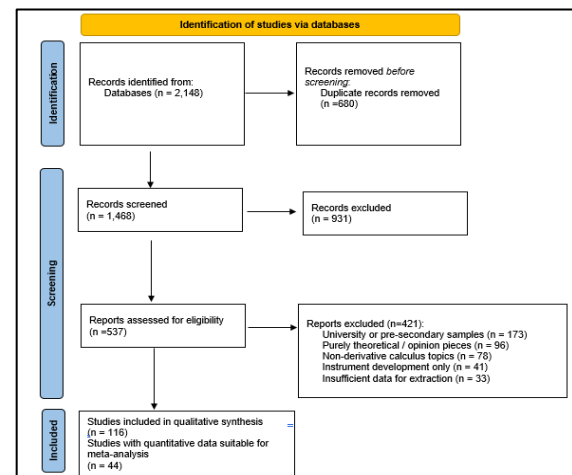 Identification of studies via databases
Identification
Records identified from:
Databases (n = 2,148)
Records removed before
screening:
Duplicate records removed
(n =680)
Screening
Records screened
(n = 1,468)
Records excluded
(n = 931)
Reports assessed for eligibility
(n =537)
Reports excluded (n=421):
University or pre-secondary samples (n = 173)
Purely theoretical / opinion pieces (n = 96)
Non-derivative calculus topics (n = 78)
Instrument development only (n = 41)
Insufficient data for extraction (n = 33)
Included
Studies included in qualitative synthesis
(n = 116)
Studies with quantitative data suitable for
meta-analysis
(n = 44)
=